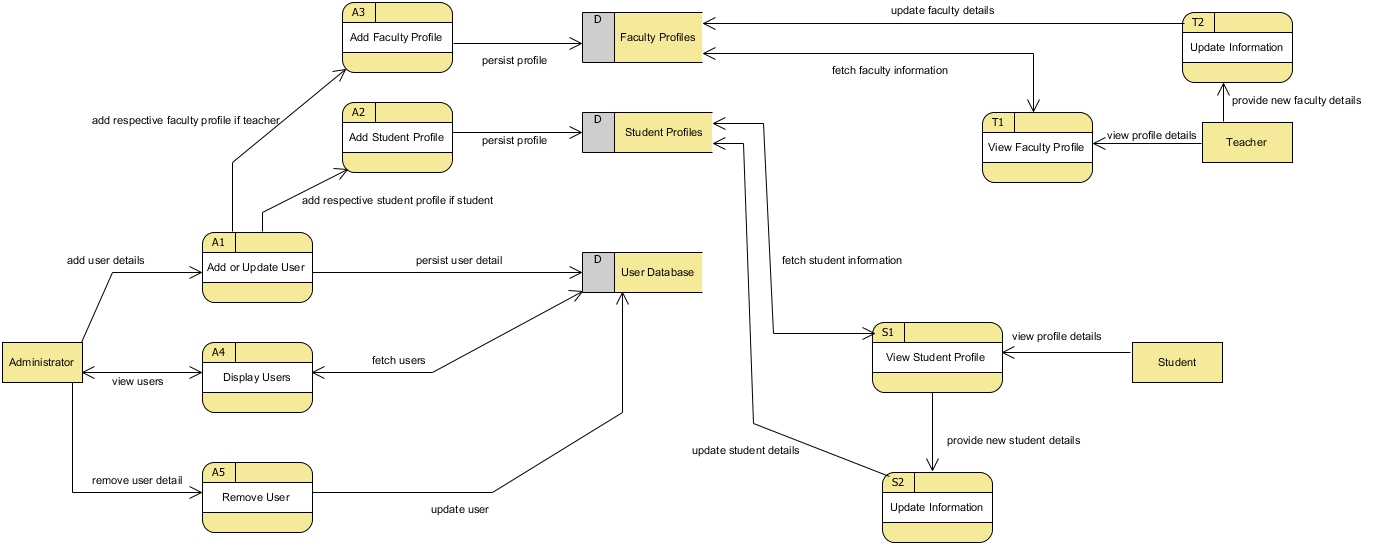 A3
Add Faculty Profile
persist profile
D
Faculty Profiles
update faculty details
fetch faculty information
T2
Update Information
provide new faculty details
add respective faculty profile if teacher
A2
Add Student Profile
persist profile
D
Student Profiles
T1
View Faculty Profile
view profile details
Teacher
add respective student profile if student
A1
Add or Update User
add user details
persist user detail
D
User Database
fetch student information
Administrator
view users
A4
Display Users
fetch users
S1
View Student Profile
view profile details
Student
provide new student details
update student details
remove user detail
A5
Remove User
update user
S2
Update Information